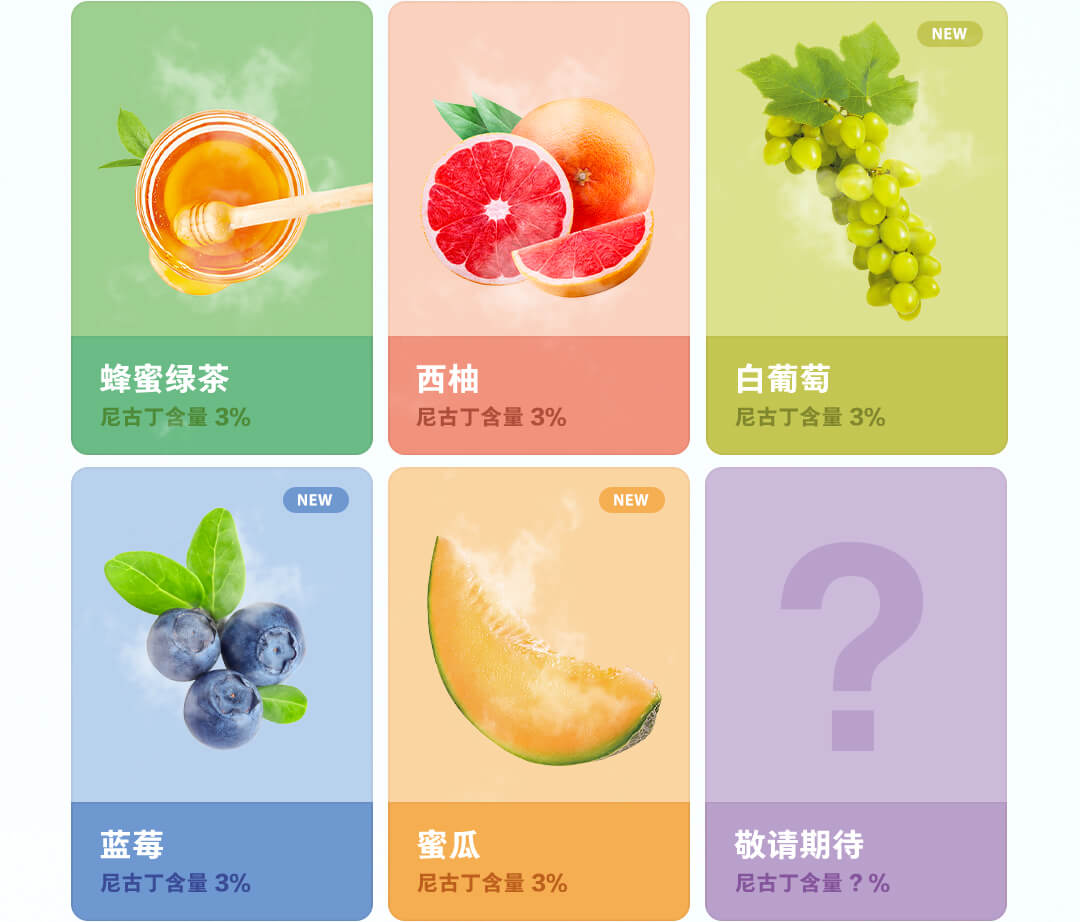 蜂蜜绿茶
尼古丁含量 3%
西柚
尼古丁含量 3%
NEW
白葡萄
尼古丁含量 3%
NEW
蓝莓
尼古丁含量 3%
NEW
蜜瓜
尼古丁含量 3%
?
敬请期待
尼古丁含量 ? %